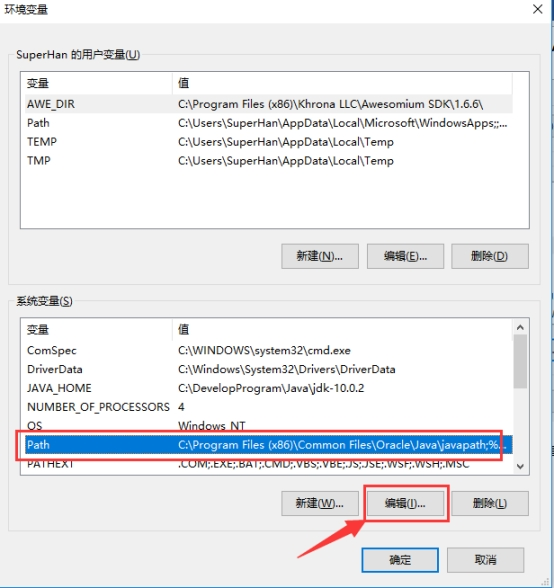 环境变量
SuperHan 的用户变量(U)
变量 值
AWE_DIR C:\Program Files (x86)\Khrona LLC\Awesomium SDK\1.6.6\
Path C:\Users\SuperHan\AppData\Local\Microsoft\WindowsApps;;...
TEMP C:\Users\SuperHan\AppData\Local\Temp
TMP C:\Users\SuperHan\AppData\Local\Temp
新建(N)... 编辑(E)... 删除(D)
系统变量(S)
变量 值
ComSpec C:\WINDOWS\system32\cmd.exe
DriverData C:\Windows\System32\Drivers\DriverData
JAVA_HOME C:\DevelopProgram\Java\jdk-10.0.2
NUMBER_OF_PROCESSORS 4
OS Windows_NT
Path C:\Program Files (x86)\Common Files\Oracle\Java\javapath;%...
PATHEXT .COM;.EXE;.BAT;.CMD;.VBS;.VBE;.JS;.JSE;.WSF;.WSH;.MSC
新建(W)... 编辑(I)... 删除(L)
确定 取消